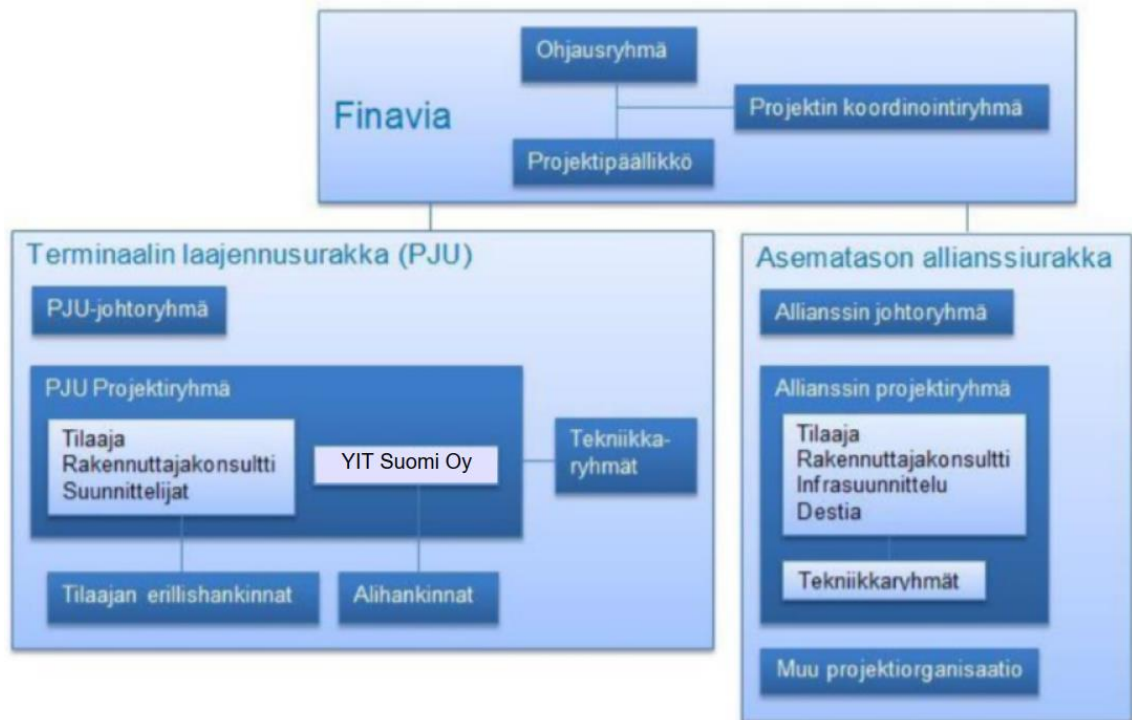 Ohjausryhmä
Finavia
Projektin koordinointiryhmä
Projektipäällikkö
Terminaalin laajennusurakka (PJU)
PJU-johtoryhmä
PJU Projektiryhmä
Tilaaja
Rakennuttajakonsultti
Suunnittelijat
YIT Suomi Oy
Tekniikka-
ryhmät
Tilaajan erillishankinnat
Alihankinnat
Asematason allianssiurakka
Allianssin johtoryhmä
Allianssin projektiryhmä
Tilaaja
Rakennuttajakonsultti
Infrasuunnittelu
Destia
Tekniikkaryhmät
Muu projektiorganisaatio